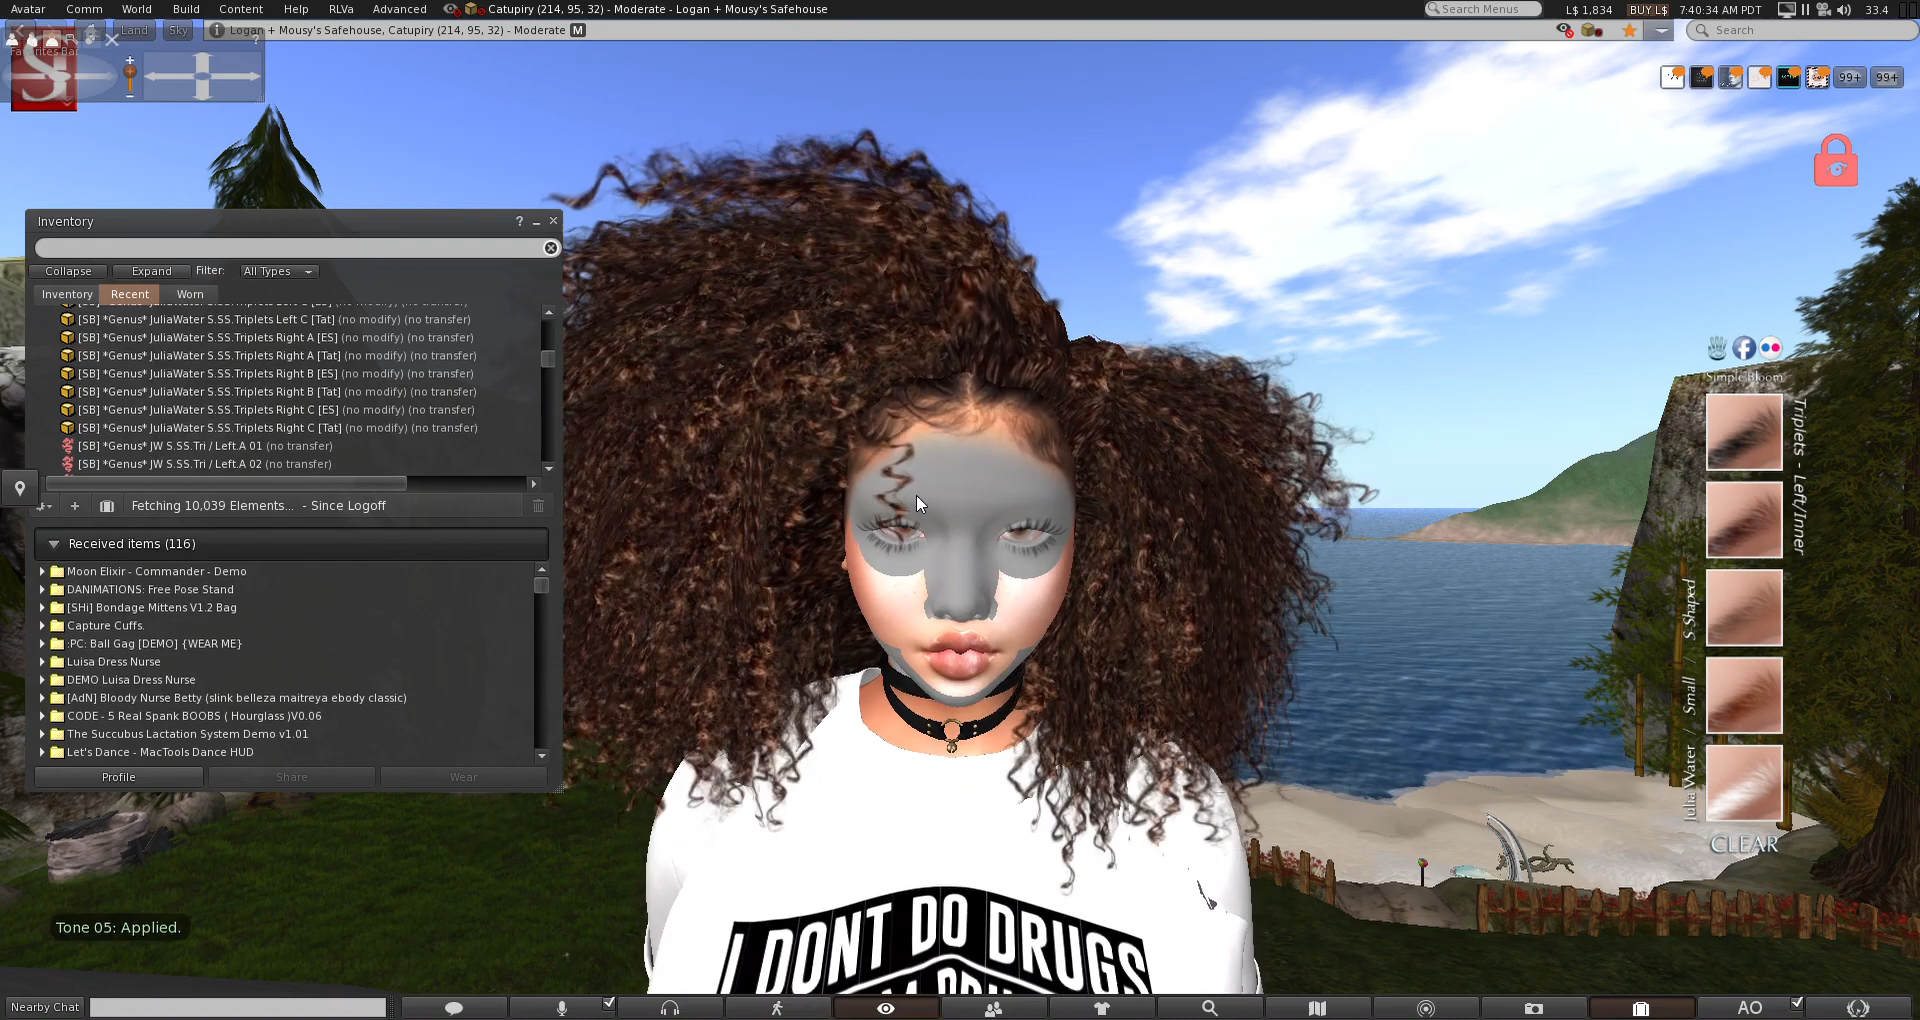 Avatar Comm World Build Content Help RLVa Advanced Catupiry (214, 95, 32) - Moderate - Logan + Mousy's Safehouse Search Menus L$ 1,834 BUY L$ 7:40:34 AM PDT 33.4
Land Sky Logan + Mousy's Safehouse, Catupiry (214, 95, 32) - Moderate M Search
Favorites Bar
99+ 99+
Inventory
Collapse Expand Filter: All Types
Inventory Recent Worn
[SB] *Genus* JuliaWater S.SS.Triplets Left C [Tat] (no modify) (no transfer)
[SB] *Genus* JuliaWater S.SS.Triplets Right A [ES] (no modify) (no transfer)
[SB] *Genus* JuliaWater S.SS.Triplets Right A [Tat] (no modify) (no transfer)
[SB] *Genus* JuliaWater S.SS.Triplets Right B [ES] (no modify) (no transfer)
[SB] *Genus* JuliaWater S.SS.Triplets Right B [Tat] (no modify) (no transfer)
[SB] *Genus* JuliaWater S.SS.Triplets Right C [ES] (no modify) (no transfer)
[SB] *Genus* JuliaWater S.SS.Triplets Right C [Tat] (no modify) (no transfer)
[SB] *Genus* JW S.SS.Tri / Left.A 01 (no transfer)
[SB] *Genus* JW S.SS.Tri / Left.A 02 (no transfer)
Fetching 10,039 Elements... - Since Logoff
Received items (116)
Moon Elixir - Commander - Demo
DANIMATIONS: Free Pose Stand
[SHi] Bondage Mittens V1.2 Bag
Capture Cuffs.
:PC: Ball Gag [DEMO] {WEAR ME}
Luisa Dress Nurse
DEMO Luisa Dress Nurse
[AdN] Bloody Nurse Betty (slink belleza maitreya ebody classic)
CODE - 5 Real Spank BOOBS ( Hourglass )V0.06
The Succubus Lactation System Demo v1.01
Let's Dance - MacTools Dance HUD
Profile Share Wear
SimpleBloom
Triplets - Left/Inner
Julia Water / Small / S-Shaped
CLEAR
Tone 05: Applied.
I DONT DO DRUGS
Nearby Chat AO